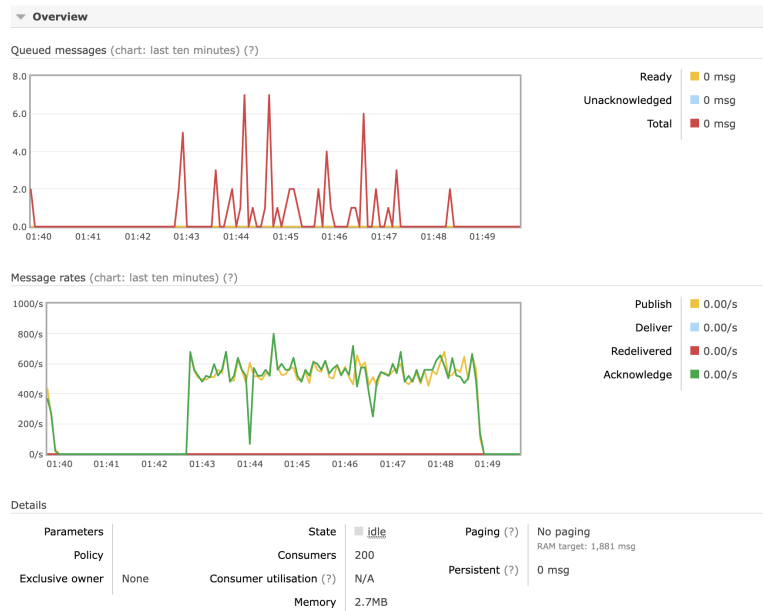 Overview
Queued messages (chart: last ten minutes) (?)
8.0
6.0
4.0
2.0
0.0
01:40 01:41 01:42 01:43 01:44 01:45 01:46 01:47 01:48 01:49
Ready 0 msg
Unacknowledged 0 msg
Total 0 msg
Message rates (chart: last ten minutes) (?)
1000/s
800/s
600/s
400/s
200/s
0/s
01:40 01:41 01:42 01:43 01:44 01:45 01:46 01:47 01:48 01:49
Publish 0.00/s
Deliver 0.00/s
Redelivered 0.00/s
Acknowledge 0.00/s
Details
Parameters State idle Paging (?) No paging
RAM target: 1,881 msg
Policy Consumers 200
Persistent (?) 0 msg
Exclusive owner None Consumer utilisation (?) N/A
Memory 2.7MB